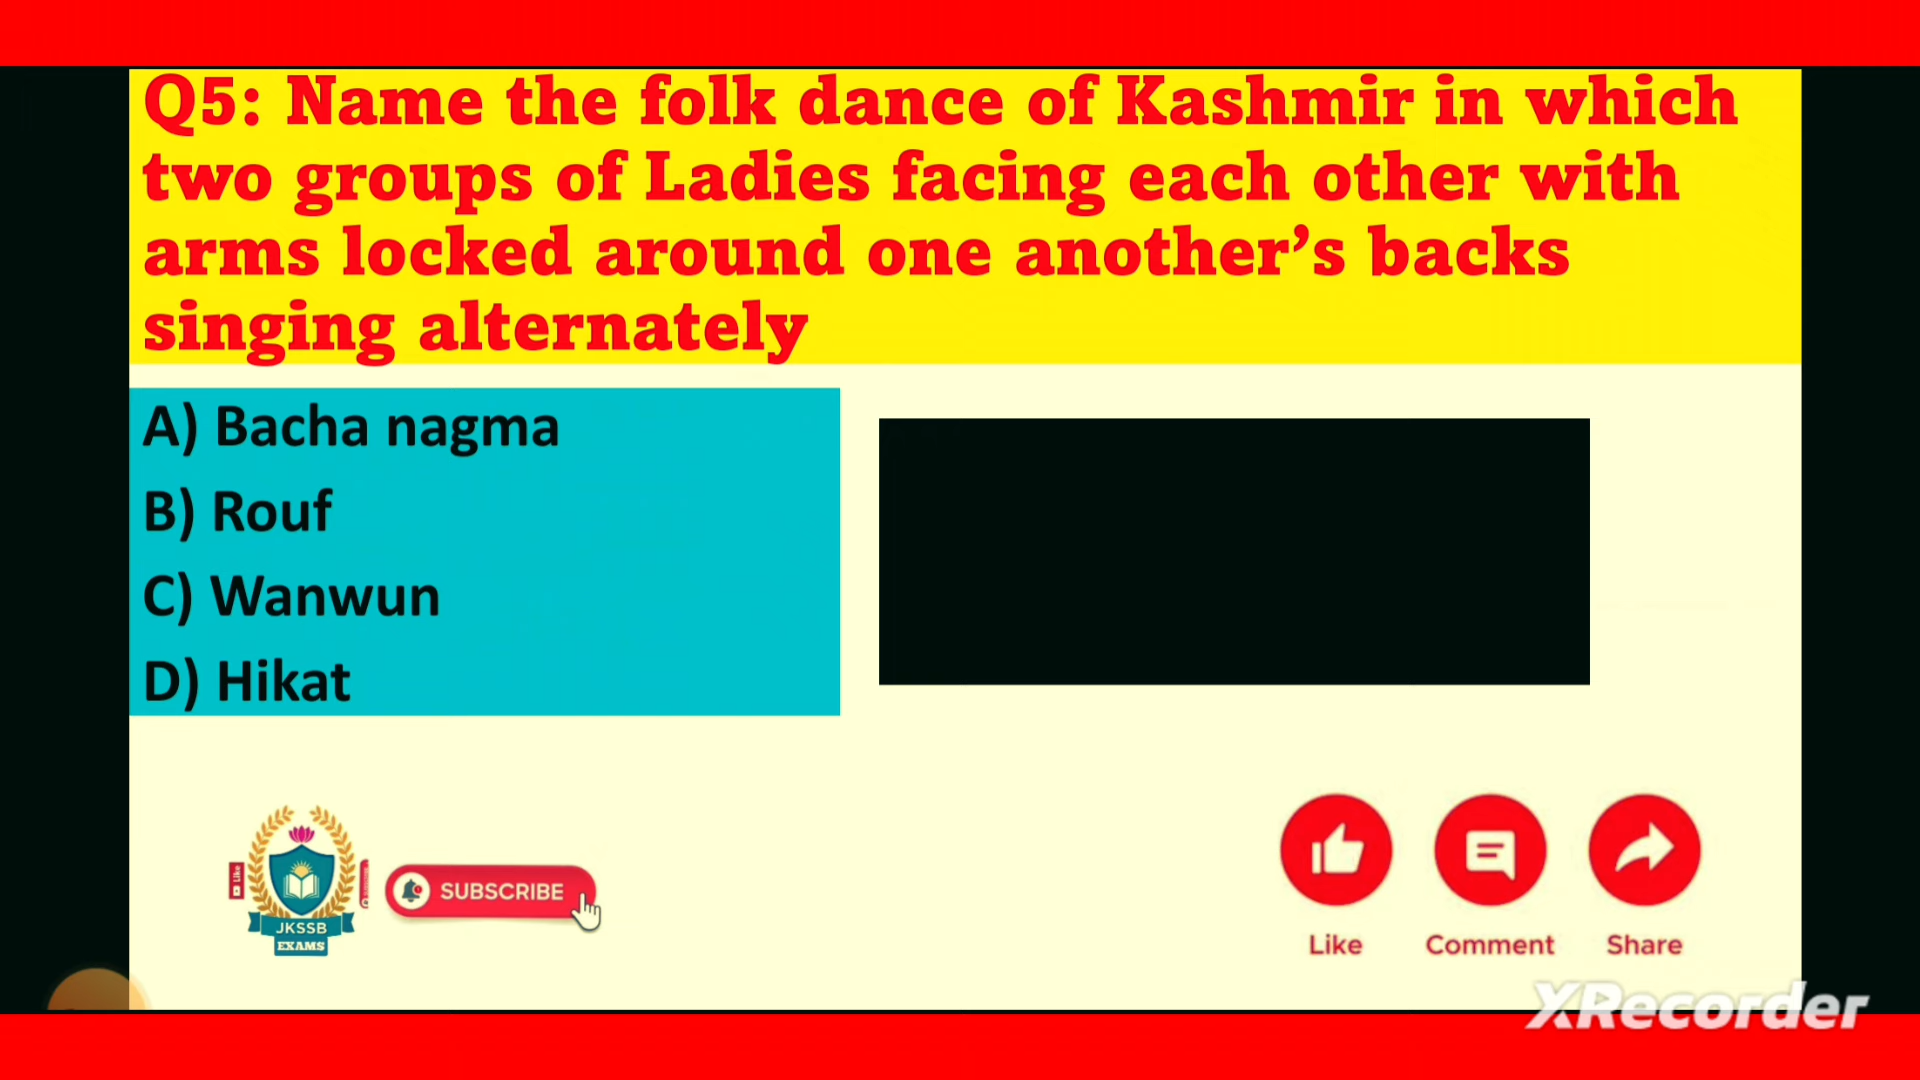 Q5: Name the folk dance of Kashmir in which
two groups of Ladies facing each other with
arms locked around one another’s backs
singing alternately
A) Bacha nagma
B) Rouf
C) Wanwun
D) Hikat
Like
JKSSB
EXAMS
SUBSCRIBE
Like
Comment
Share
XRecorder